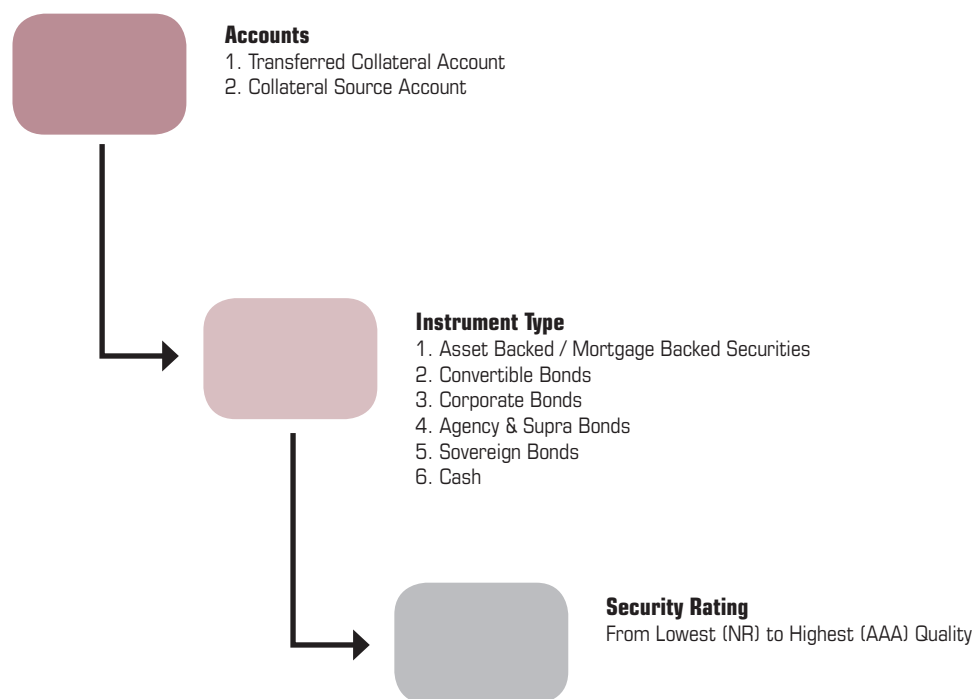 Accounts
1. Transferred Collateral Account
2. Collateral Source Account
Instrument Type
1. Asset Backed / Mortgage Backed Securities
2. Convertible Bonds
3. Corporate Bonds
4. Agency & Supra Bonds
5. Sovereign Bonds
6. Cash
Security Rating
From Lowest (NR) to Highest (AAA) Quality